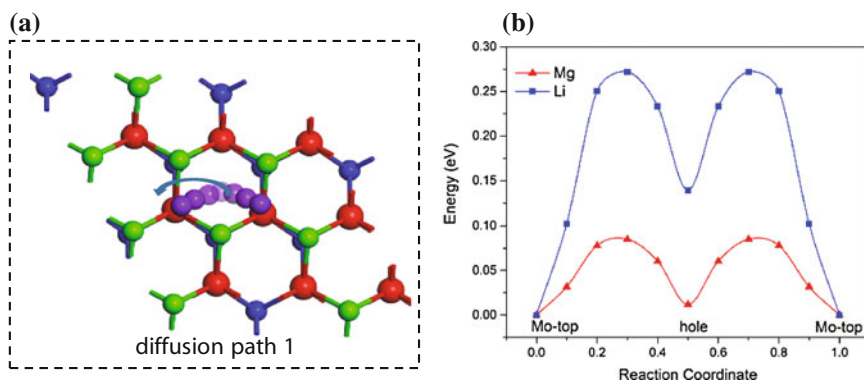 (a)
diffusion path 1
(b)
Mg
Li
Energy (eV)
0.30
0.25
0.20
0.15
0.10
0.05
0.00
Mo-top
hole
Mo-top
0.0 0.2 0.4 0.6 0.8 1.0
Reaction Coordinate